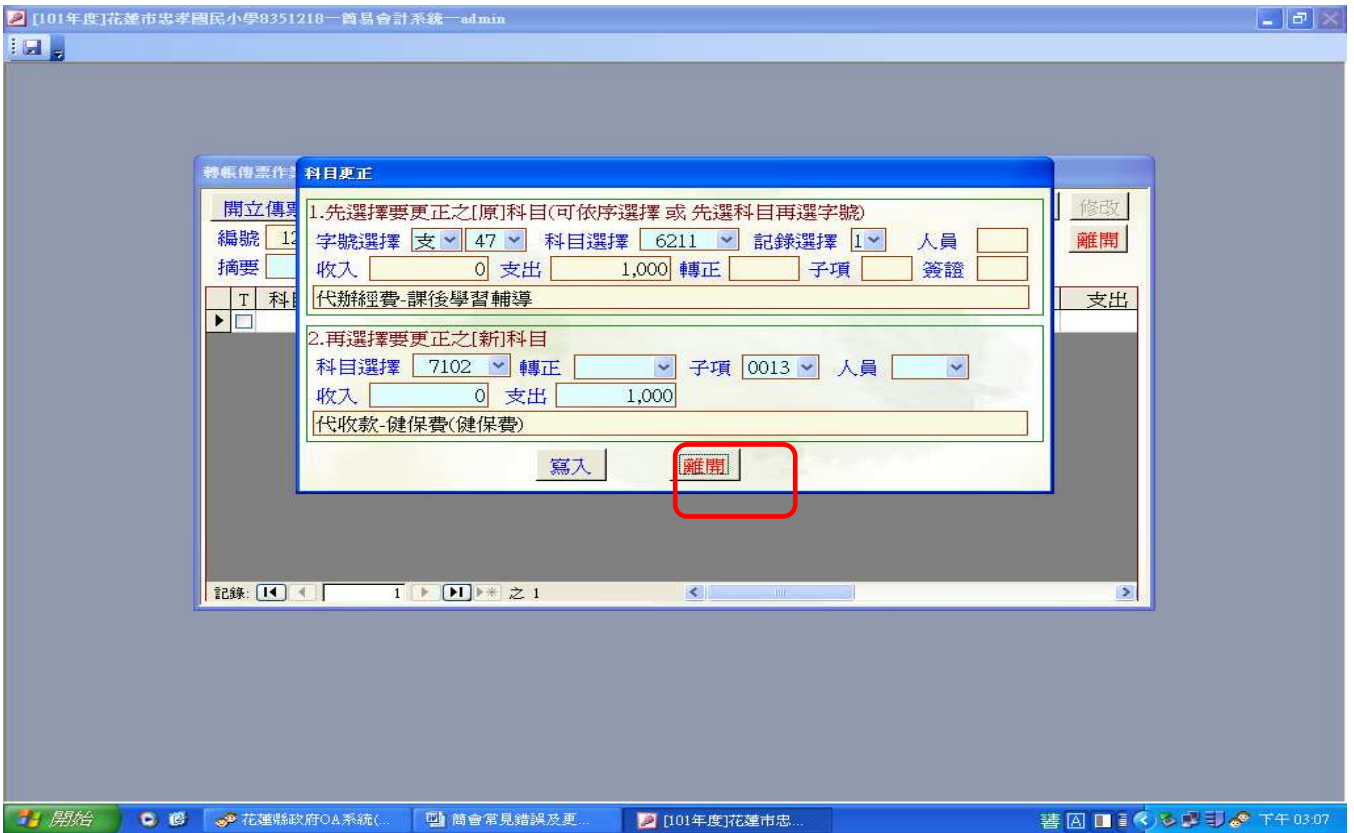 [101年度]花蓮市忠孝國民小學8351218—簡易會計系統—admin
轉帳傳票作業
科目更正
開立傳票
修改
編號 12
離開
摘要
T 科目
支出
1.先選擇要更正之[原]科目(可依序選擇 或 先選科目再選字號)
字號選擇 支 47 科目選擇 6211 記錄選擇 1 人員
收入 0 支出 1,000 轉正 子項 簽證
代辦經費-課後學習輔導
2.再選擇要更正之[新]科目
科目選擇 7102 轉正 子項 0013 人員
收入 0 支出 1,000
代收款-健保費(健保費)
寫入 離開
記錄: 1 之 1
開始 花蓮縣政府OA系統(... 簡會常見錯誤及更... [101年度]花蓮市忠... 下午 03:07